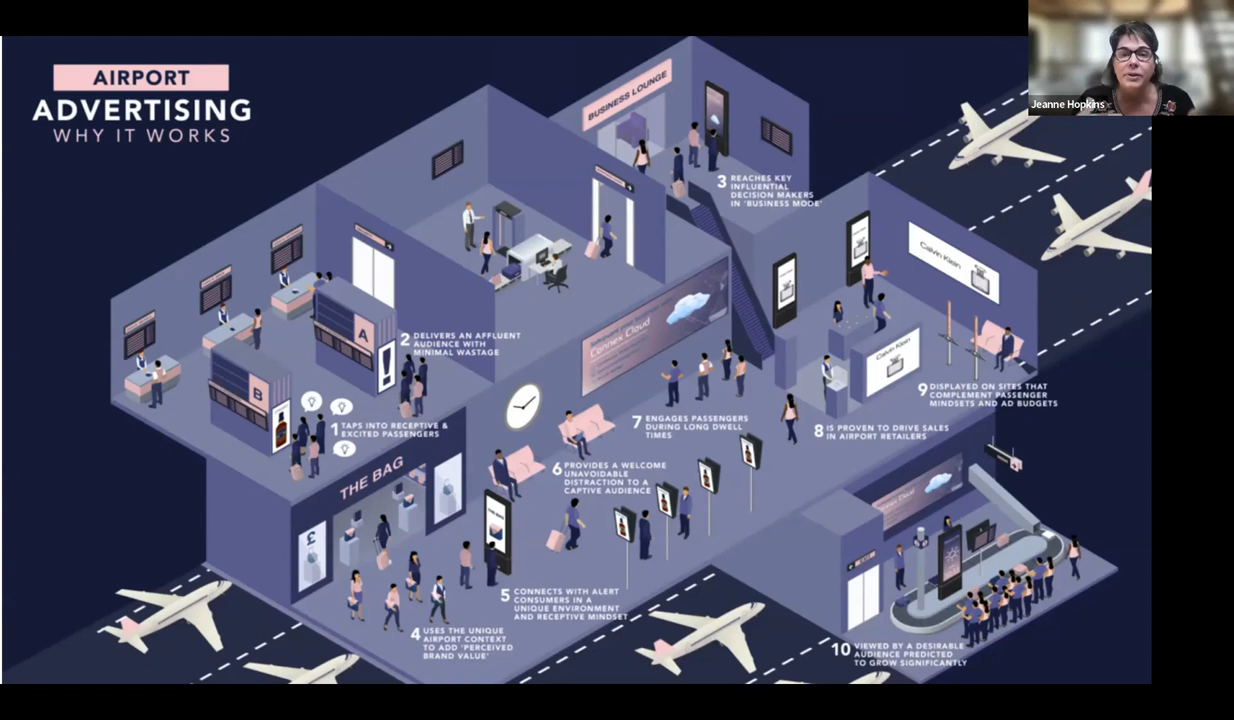 AIRPORT
ADVERTISING
WHY IT WORKS
Jeanne Hopkins
BUSINESS LOUNGE
3 REACHES KEY
INFLUENTIAL
DECISION MAKERS
IN 'BUSINESS MODE'
Calvin Klein
A
B
2 DELIVERS AN AFFLUENT
AUDIENCE WITH
MINIMAL WASTAGE
Connex Cloud
Calvin Klein
1 TAPS INTO RECEPTIVE &
EXCITED PASSENGERS
THE BAG
£
7 ENGAGES PASSENGERS
DURING LONG DWELL
TIMES
8 IS PROVEN TO DRIVE SALES
IN AIRPORT RETAILERS
9 DISPLAYED ON SITES THAT
COMPLEMENT PASSENGER
MINDSETS AND AD BUDGETS
6 PROVIDES A WELCOME
UNAVOIDABLE
DISTRACTION TO A
CAPTIVE AUDIENCE
THE BAG
Cloud
5 CONNECTS WITH ALERT
CONSUMERS IN A
UNIQUE ENVIRONMENT
AND RECEPTIVE MINDSET
4 USES THE UNIQUE
AIRPORT CONTEXT
TO ADD 'PERCEIVED
BRAND VALUE'
10 VIEWED BY A DESIRABLE
AUDIENCE PREDICTED
TO GROW SIGNIFICANTLY